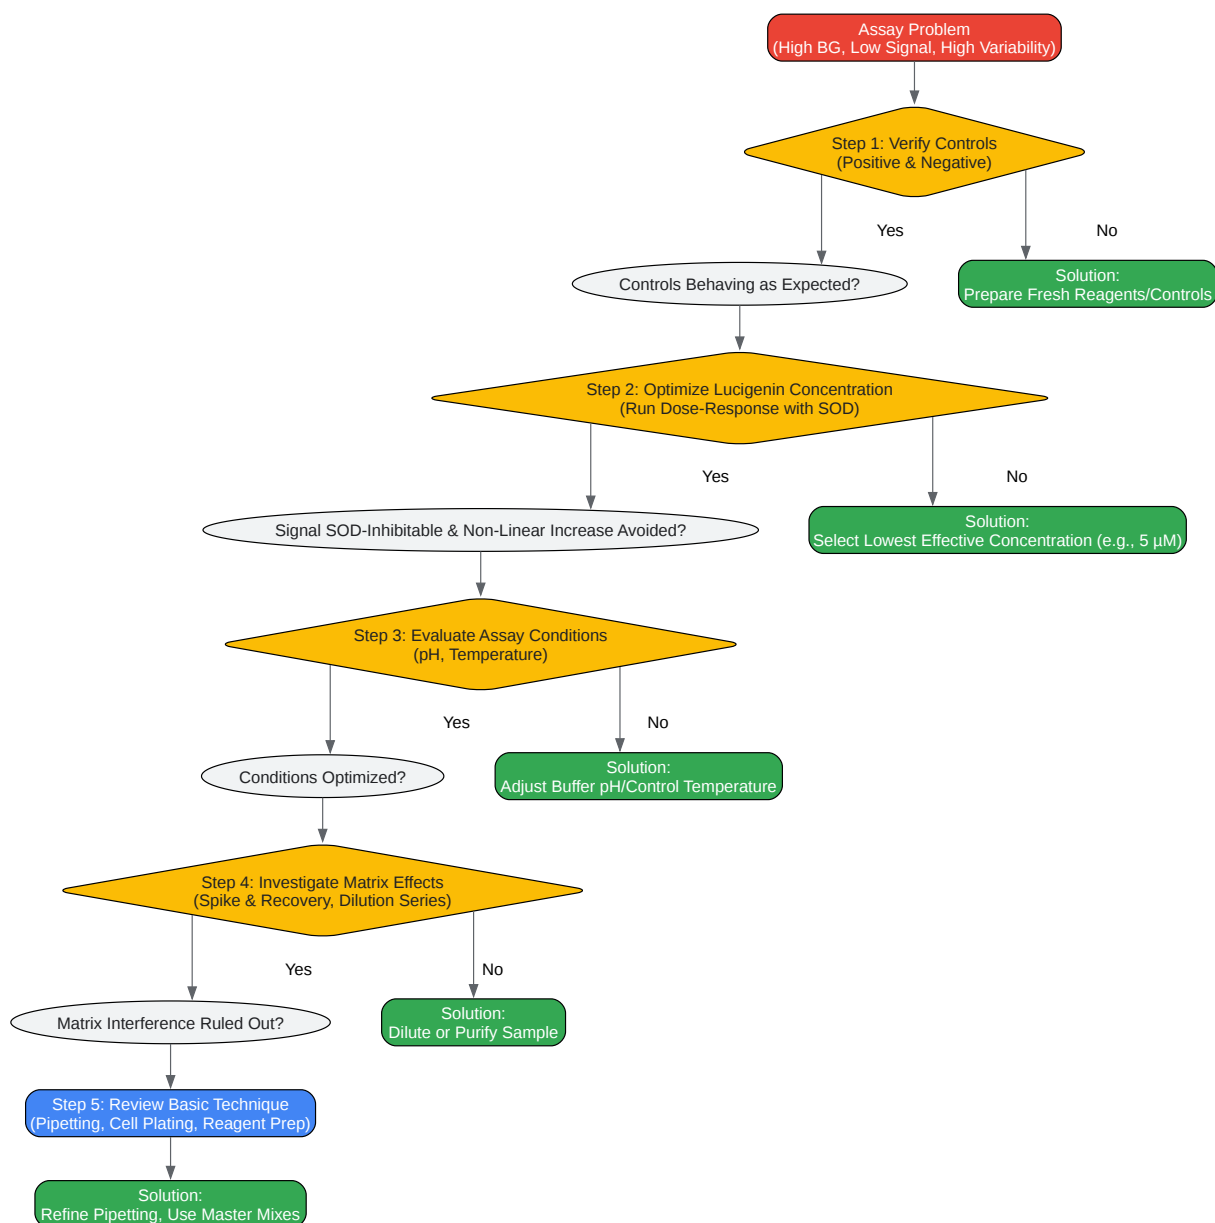 Assay Problem
(High BG, Low Signal, High Variability)
Step 1: Verify Controls
(Positive & Negative)
Yes
No
Controls Behaving as Expected?
Solution:
Prepare Fresh Reagents/Controls
Step 2: Optimize Lucigenin Concentration
(Run Dose-Response with SOD)
Yes
No
Signal SOD-Inhibitable & Non-Linear Increase Avoided?
Solution:
Select Lowest Effective Concentration (e.g., 5 µM)
Step 3: Evaluate Assay Conditions
(pH, Temperature)
Yes
No
Conditions Optimized?
Solution:
Adjust Buffer pH/Control Temperature
Step 4: Investigate Matrix Effects
(Spike & Recovery, Dilution Series)
Yes
No
Matrix Interference Ruled Out?
Solution:
Dilute or Purify Sample
Step 5: Review Basic Technique
(Pipetting, Cell Plating, Reagent Prep)
Solution:
Refine Pipetting, Use Master Mixes